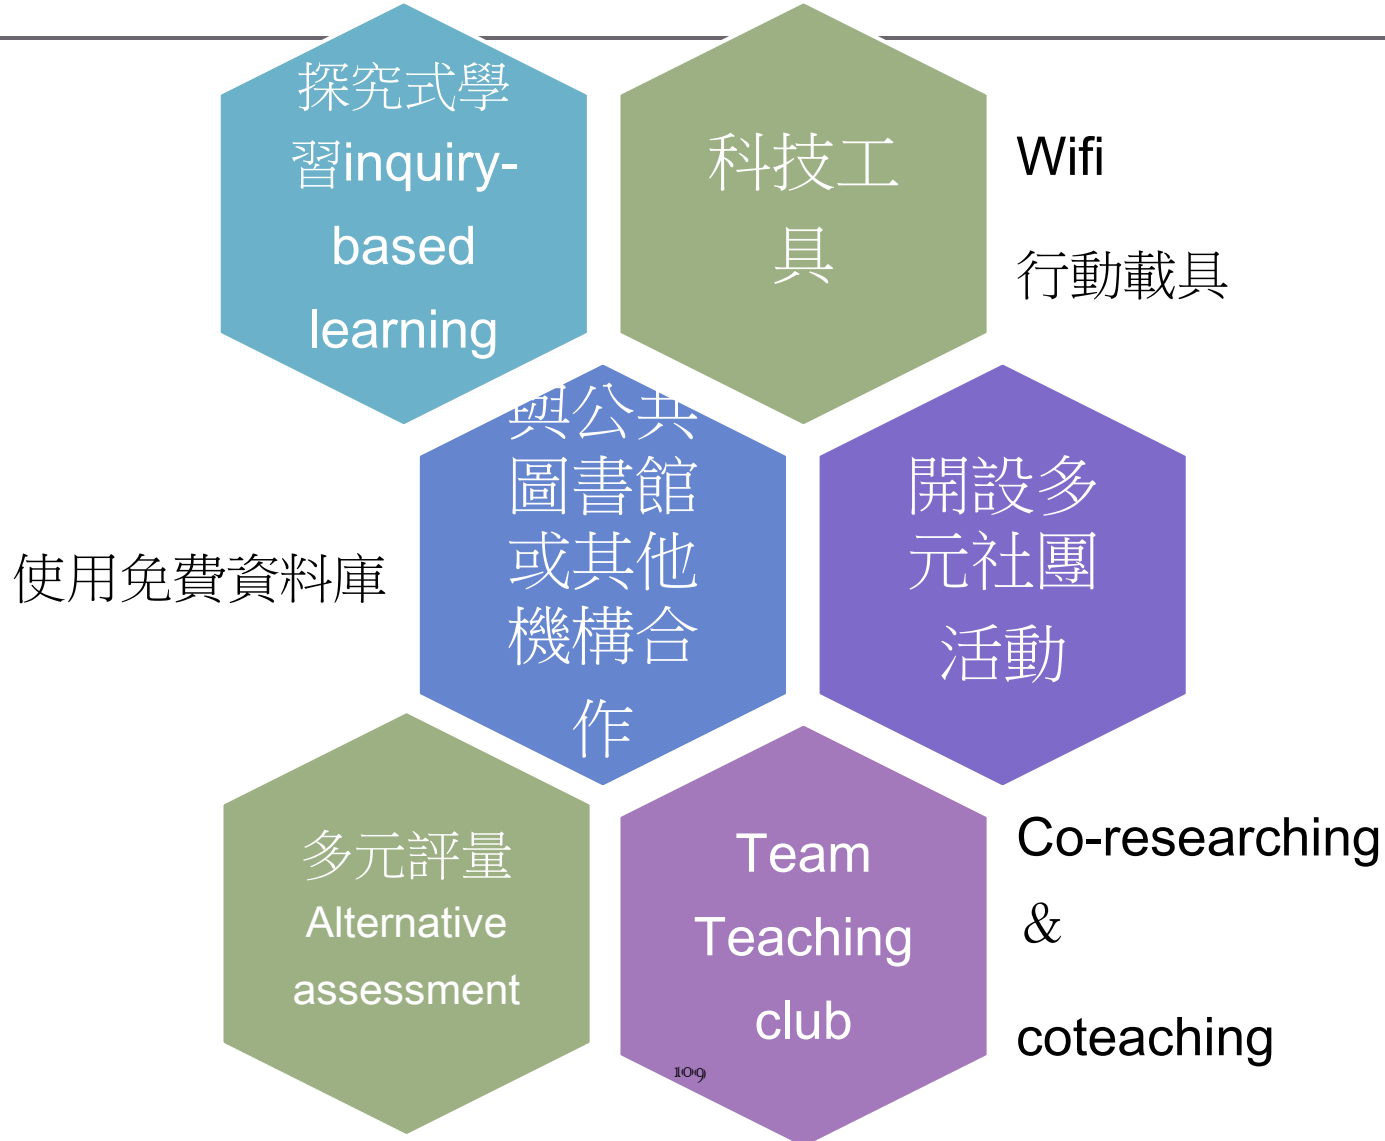 探究式學
習inquiry-
based
learning
科技工
具
Wifi
行動載具
與公共
圖書館
或其他
機構合
作
使用免費資料庫
開設多
元社團
活動
多元評量
Alternative
assessment
Team
Teaching
club
Co-researching
&
coteaching
109